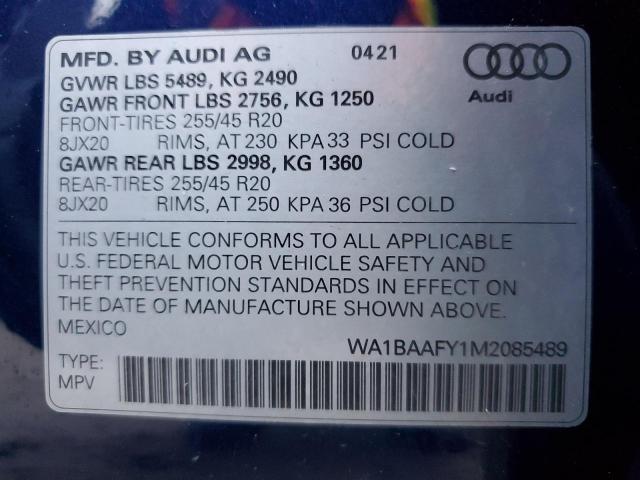 MFD. BY AUDI AG 0421
GVWR LBS 5489, KG 2490
GAWR FRONT LBS 2756, KG 1250
Audi
FRONT-TIRES 255/45 R20
8JX20 RIMS, AT 230 KPA 33 PSI COLD
GAWR REAR LBS 2998, KG 1360
REAR-TIRES 255/45 R20
8JX20 RIMS, AT 250 KPA 36 PSI COLD
THIS VEHICLE CONFORMS TO ALL APPLICABLE
U.S. FEDERAL MOTOR VEHICLE SAFETY AND
THEFT PREVENTION STANDARDS IN EFFECT ON
THE DATE OF MANUFACTURE SHOWN ABOVE.
MEXICO
WA1BAAFY1M2085489
TYPE:
MPV